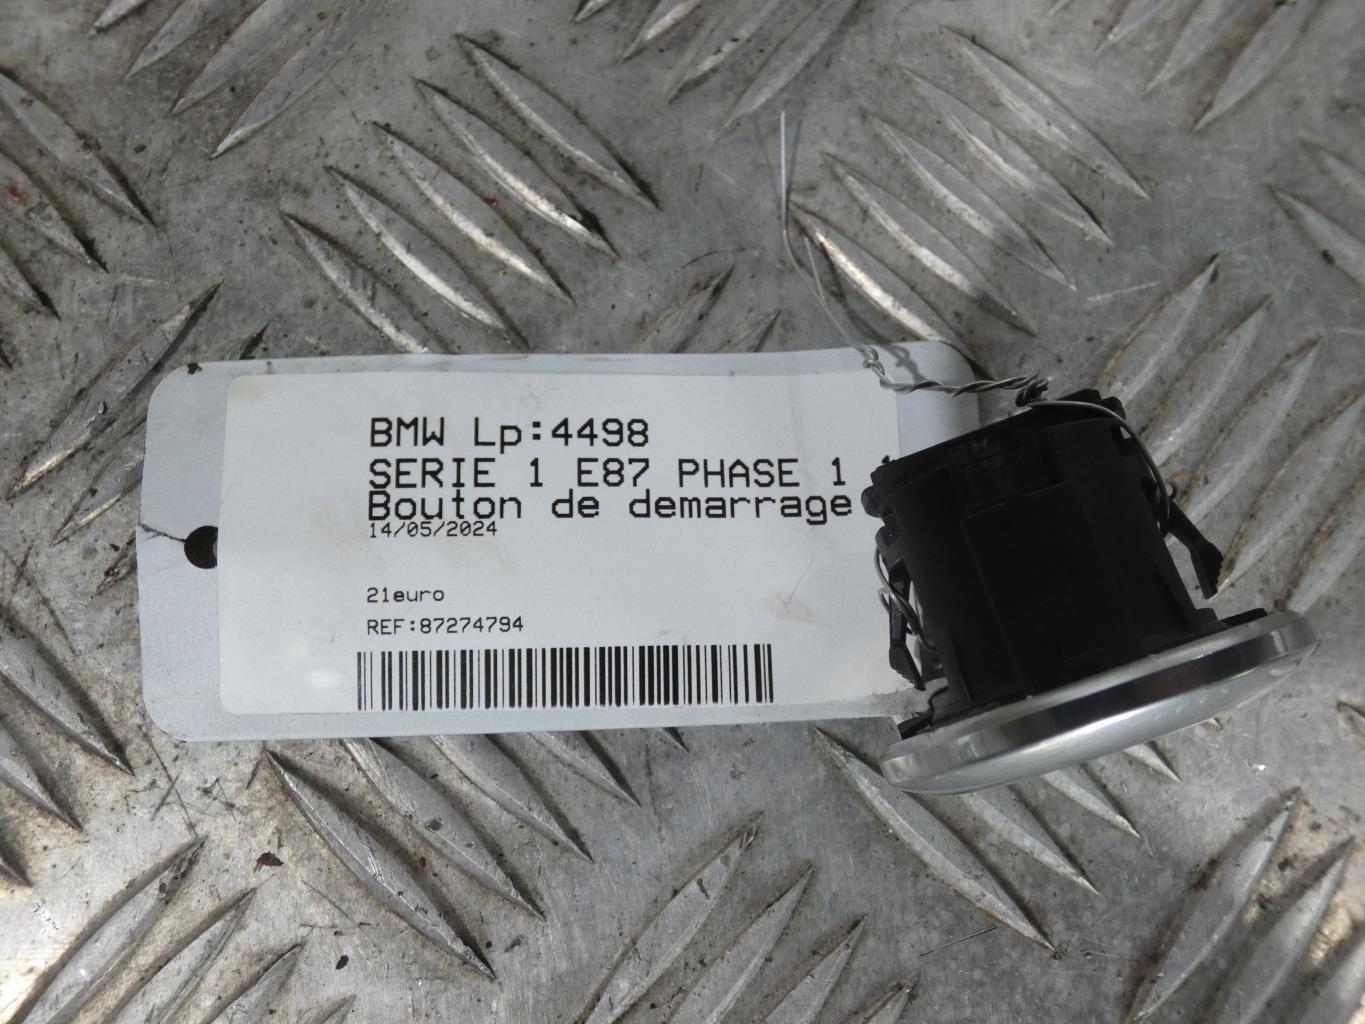 BMW Lp:4498
SERIE 1 E87 PHASE 1
Bouton de demarrage
14/05/2024
21euro
REF:87274794